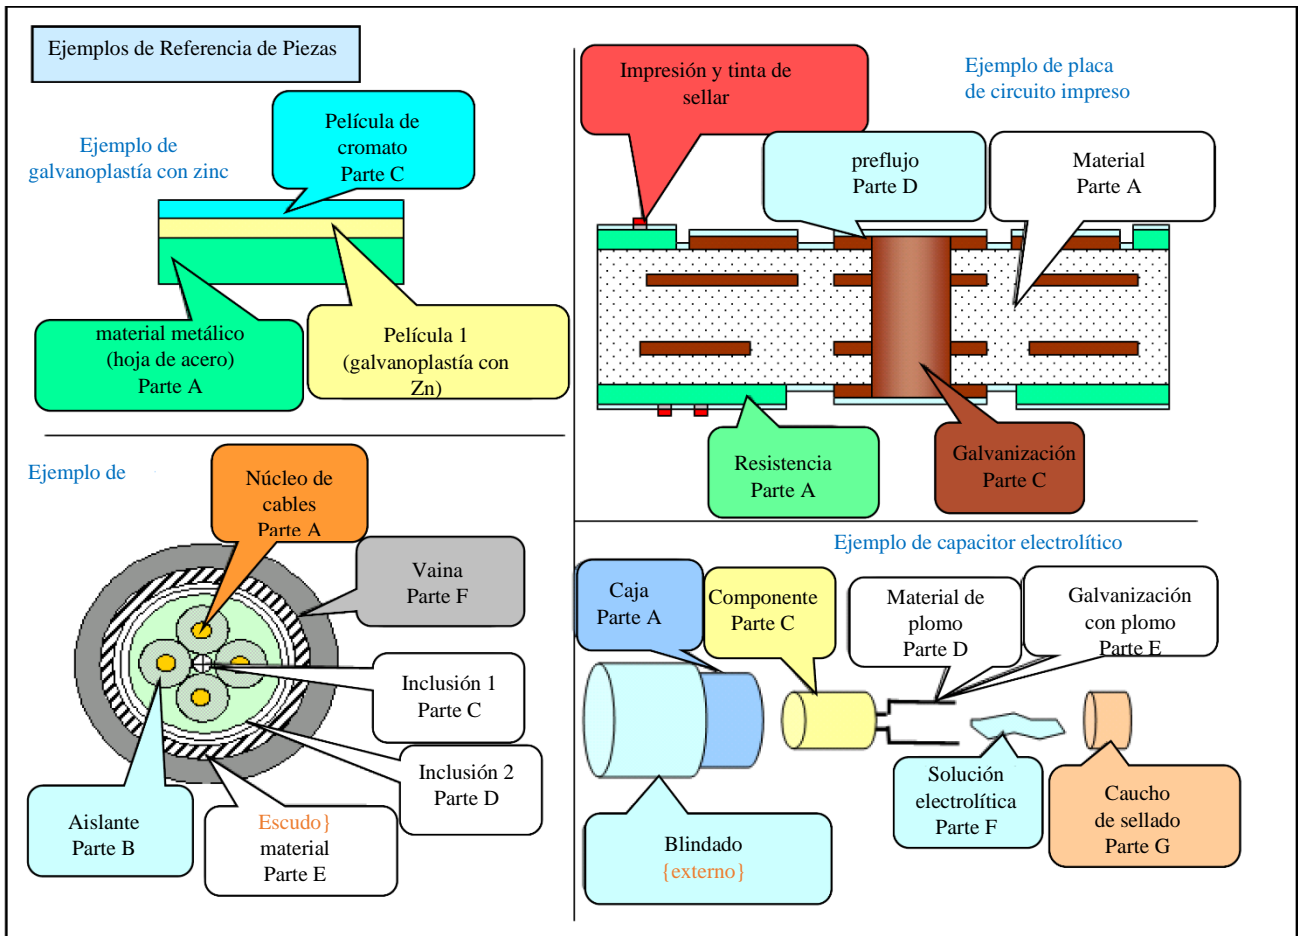 Ejemplos de Referencia de Piezas
Ejemplo de
galvanoplastía con zinc
Película de
cromato
Parte C
material metálico
(hoja de acero)
Parte A
Película 1
(galvanoplastía con
Zn)
Impresión y tinta de
sellar
Ejemplo de placa
de circuito impreso
preflujo
Parte D
Material
Parte A
Resistencia
Parte A
Galvanización
Parte C
Ejemplo de
Núcleo de
cables
Parte A
Vaina
Parte F
Inclusión 1
Parte C
Inclusión 2
Parte D
Aislante
Parte B
Escudo}
material
Parte E
Ejemplo de capacitor electrolítico
Caja
Parte A
Componente
Parte C
Material de
plomo
Parte D
Galvanización
con plomo
Parte E
Blindado
{externo}
Solución
electrolítica
Parte F
Caucho
de sellado
Parte G